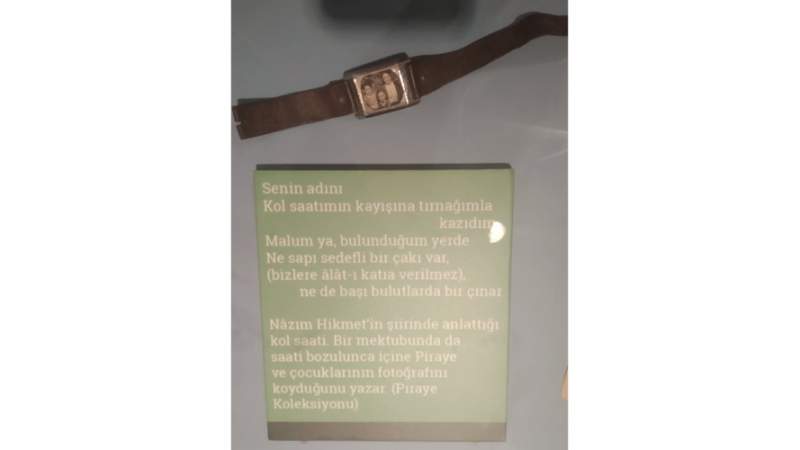 Senin adını
Kol saatimin kayışına tırnağımla
kazıdım
Malum ya, bulunduğum yerde
Ne sapı sedefli bir çakı var,
(bizlere âlât-ı katıa verilmez),
ne de başı bulutlarda bir çınar
Nâzım Hikmet'in şiirinde anlattığı
kol saati. Bir mektubunda da
saati bozulunca içine Piraye
ve çocuklarının fotoğrafını
koyduğunu yazar. (Piraye
Koleksiyonu)